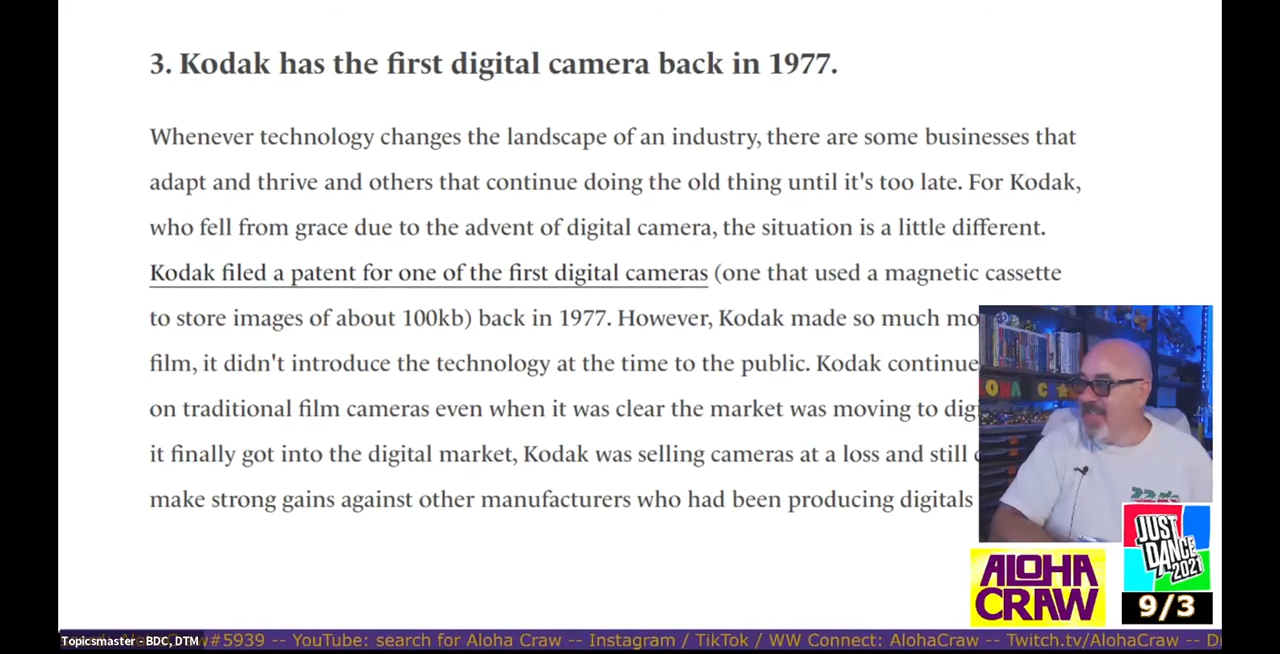 3. Kodak has the first digital camera back in 1977.
Whenever technology changes the landscape of an industry, there are some businesses that
adapt and thrive and others that continue doing the old thing until it's too late. For Kodak,
who fell from grace due to the advent of digital camera, the situation is a little different.
Kodak filed a patent for one of the first digital cameras (one that used a magnetic cassette
to store images of about 100kb) back in 1977. However, Kodak made so much mo
film, it didn't introduce the technology at the time to the public. Kodak continue
on traditional film cameras even when it was clear the market was moving to dig
it finally got into the digital market, Kodak was selling cameras at a loss and still
make strong gains against other manufacturers who had been producing digitals
JUST
DANCE
2021
ALOHA
CRAW
9/3
Topicsmaster - BDC, DTM
#5939 -- YouTube: search for Aloha Craw -- Instagram / TikTok / WW Connect: AlohaCraw -- Twitch.tv/AlohaCraw -- D